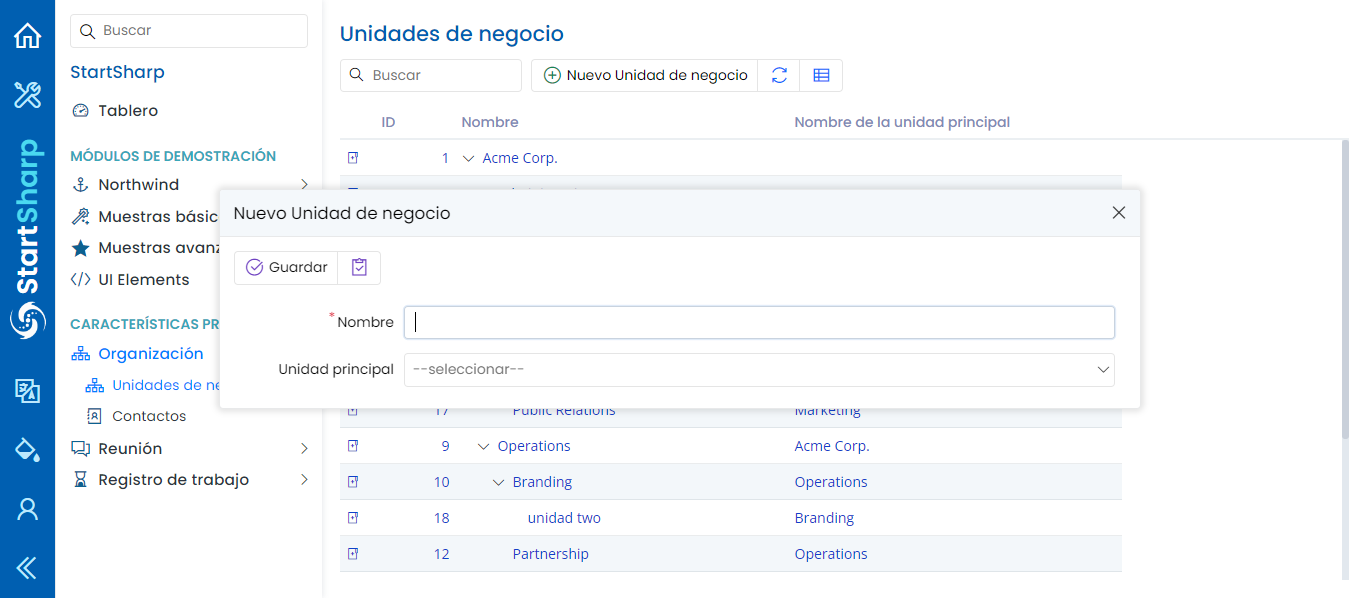 StartSharp
Buscar
StartSharp
Tablero
MÓDULOS DE DEMOSTRACIÓN
Northwind
Muestras básic
Muestras avanz
UI Elements
CARACTERÍSTICAS PR
Organización
Unidades de ne
Contactos
Reunión
Registro de trabajo
Unidades de negocio
Buscar
Nuevo Unidad de negocio
ID Nombre Nombre de la unidad principal
1 Acme Corp.
Nuevo Unidad de negocio
Guardar
*Nombre
Unidad principal --seleccionar--
17 Public Relations Marketing
9 Operations Acme Corp.
10 Branding Operations
18 unidad two Branding
12 Partnership Operations